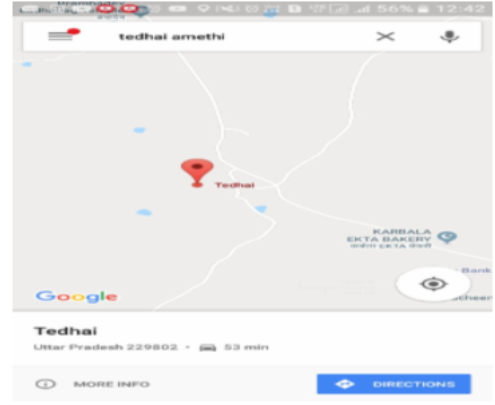 56% 12:42
tedhai amethi
Tedhai
KARBALA
EKTA BAKERY
Bank
Google
Tedhai
Uttar Pradesh 229802 · 53 min
MORE INFO
DIRECTIONS